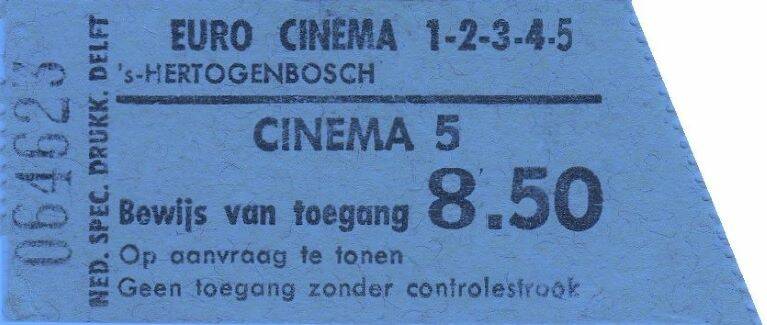 064623
NED. SPEC. DRUKK. DELFT
EURO CINEMA 1-2-3-4-5
's-HERTOGENBOSCH
CINEMA 5
Bewijs van toegang 8.50
Op aanvraag te tonen
Geen toegang zonder controlestrook